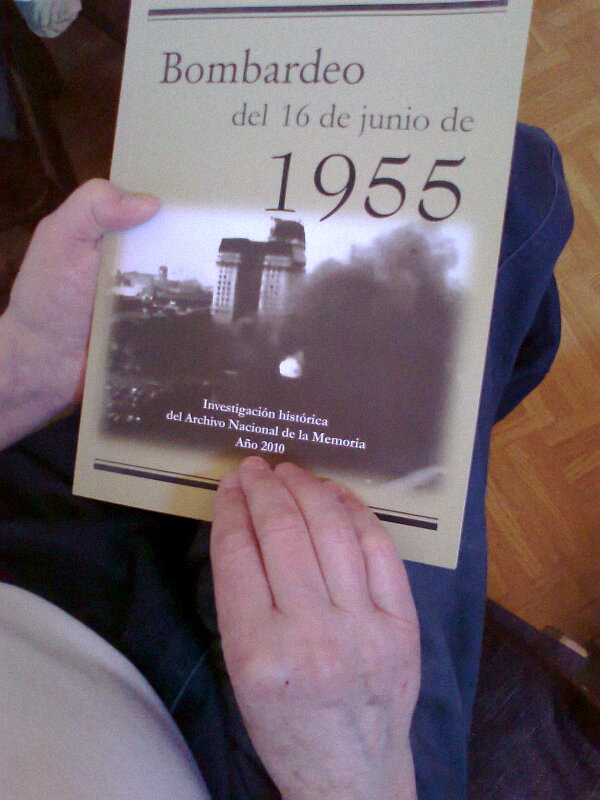 Bombardeo
del 16 de junio de
1955
Investigación histórica
del Archivo Nacional de la Memoria
Año 2010